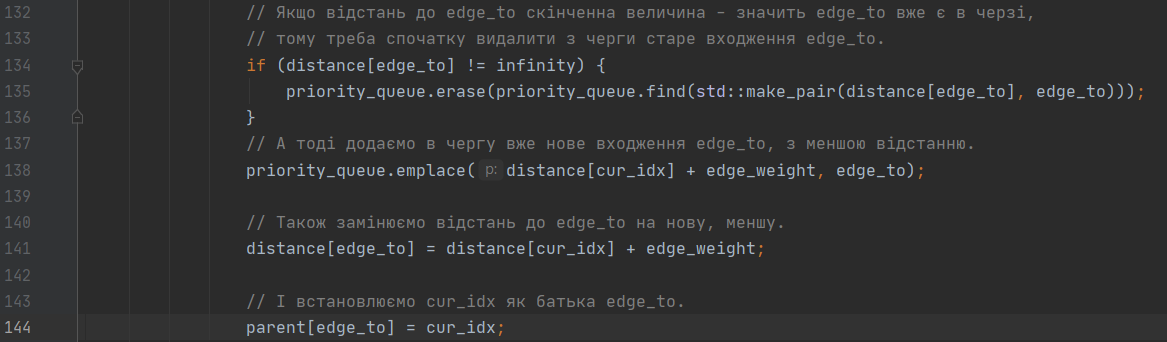 132 // Якщо відстань до edge_to скінченна величина - значить edge_to вже є в черзі,
133 // тому треба спочатку видалити з черги старе входження edge_to.
134 if (distance[edge_to] != infinity) {
135 priority_queue.erase(priority_queue.find(std::make_pair(distance[edge_to], edge_to)));
136 }
137 // А тоді додаємо в чергу вже нове входження edge_to, з меншою відстанню.
138 priority_queue.emplace( p: distance[cur_idx] + edge_weight, edge_to);
139
140 // Також замінюємо відстань до edge_to на нову, меншу.
141 distance[edge_to] = distance[cur_idx] + edge_weight;
142
143 // І встановлюємо cur_idx як батька edge_to.
144 parent[edge_to] = cur_idx;